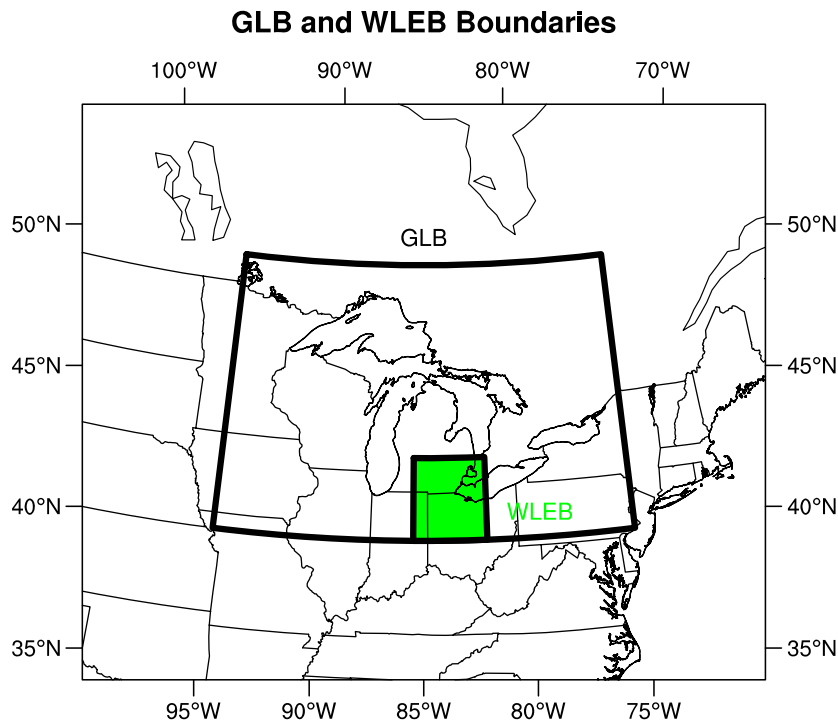 GLB and WLEB Boundaries
100°W 90°W 80°W 70°W
50°N 50°N
GLB
45°N 45°N
40°N 40°N
WLEB
35°N 35°N
95°W 90°W 85°W 80°W 75°W